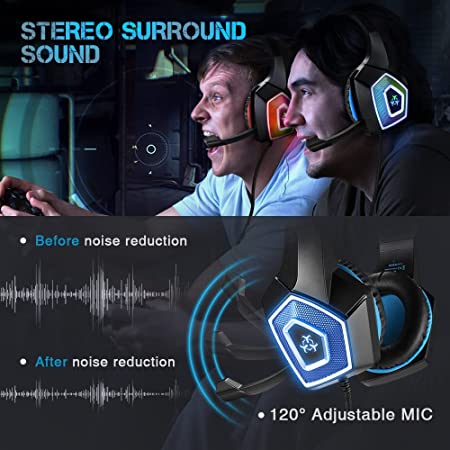 STEREO SURROUND
SOUND
Before noise reduction
After noise reduction
120° Adjustable MIC